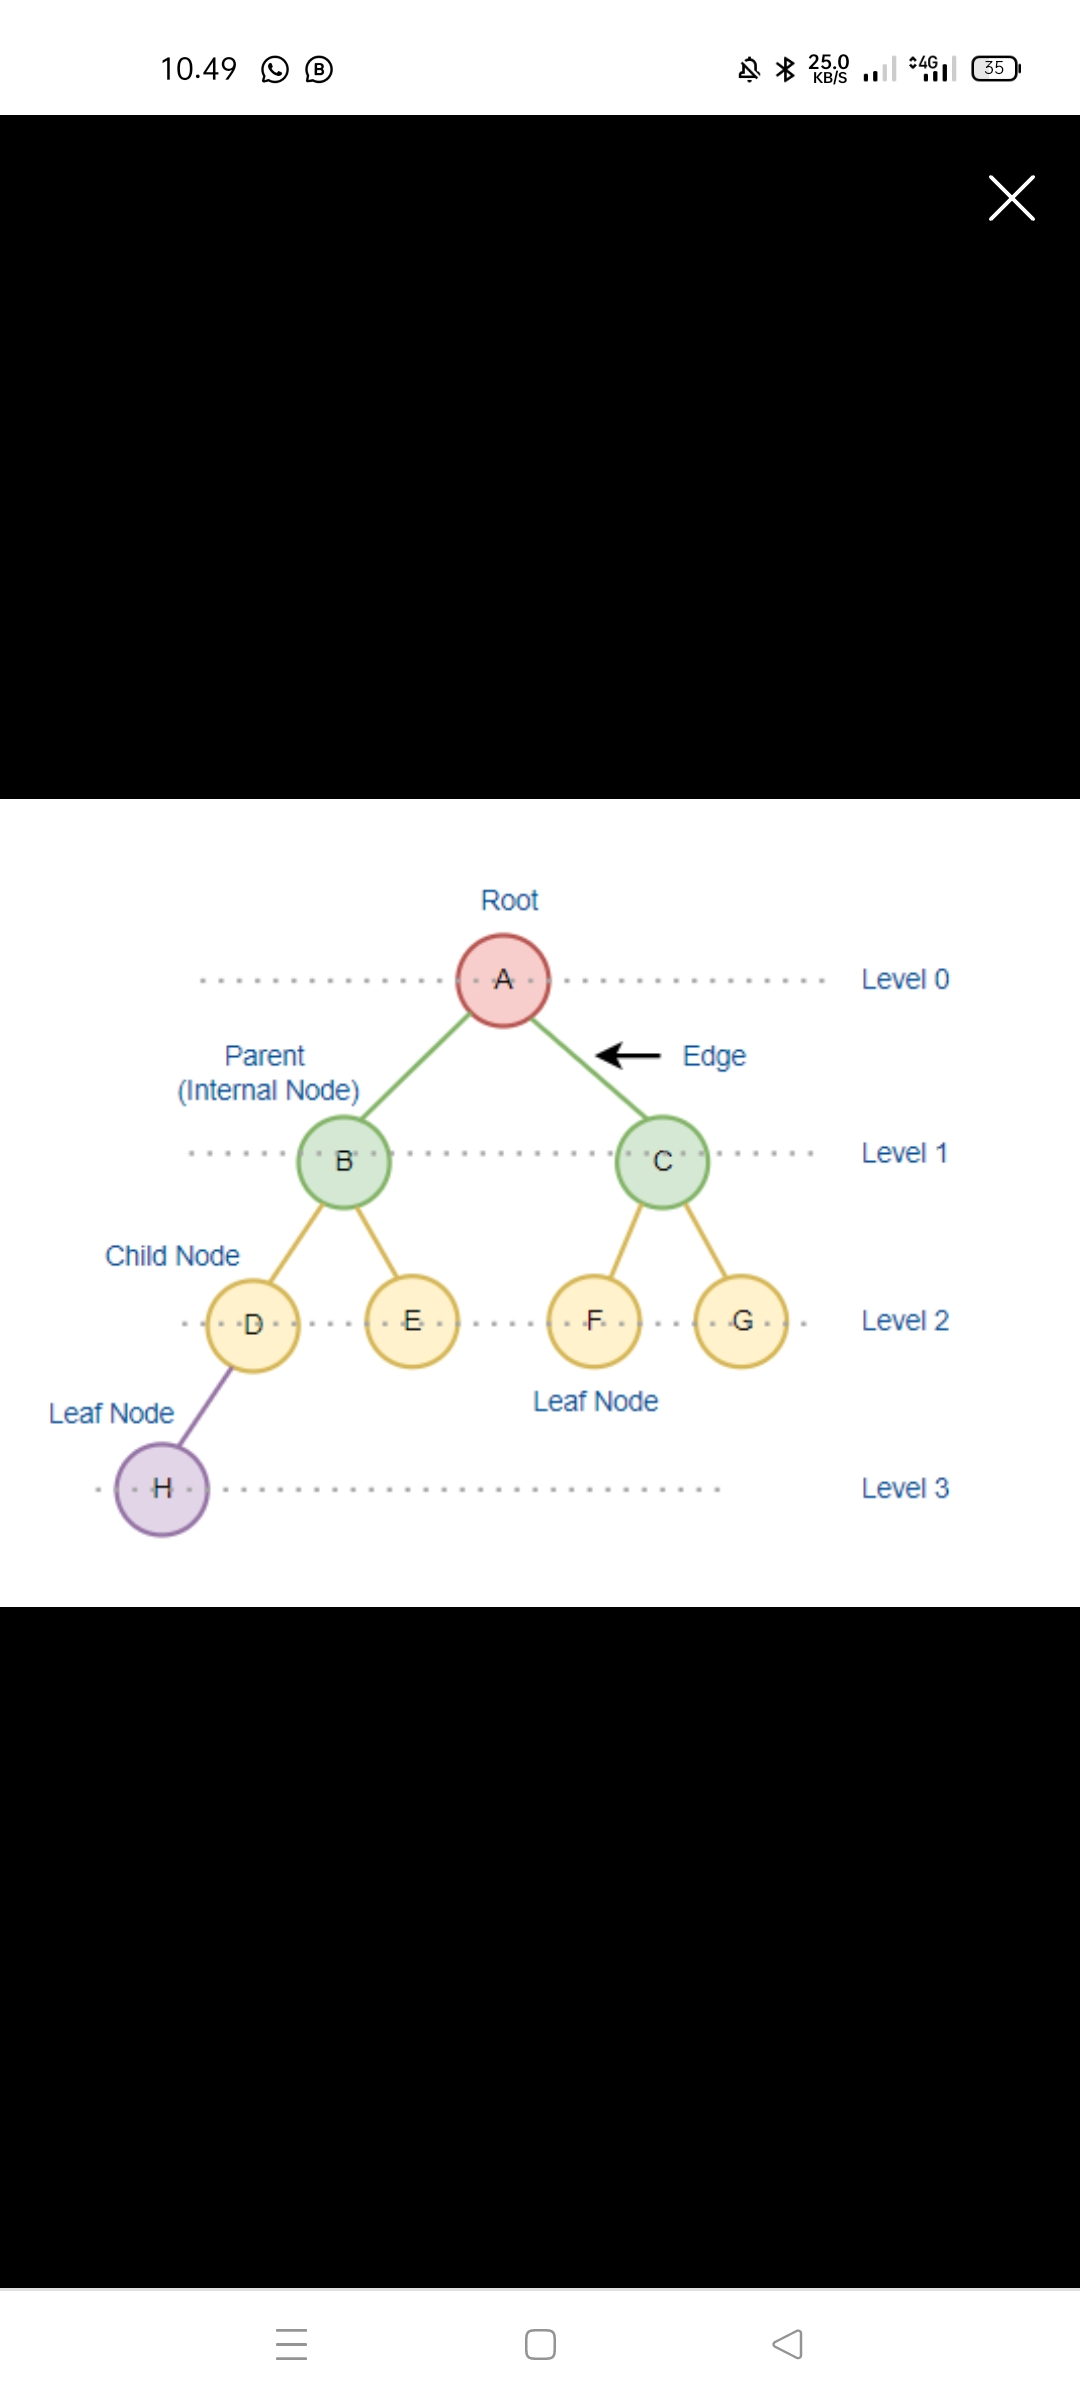 10.49
25.0
KB/S
4G
35
Root
A
Level 0
Parent
(Internal Node)
Edge
B
C
Level 1
Child Node
D
E
F
G
Level 2
Leaf Node
Leaf Node
H
Level 3